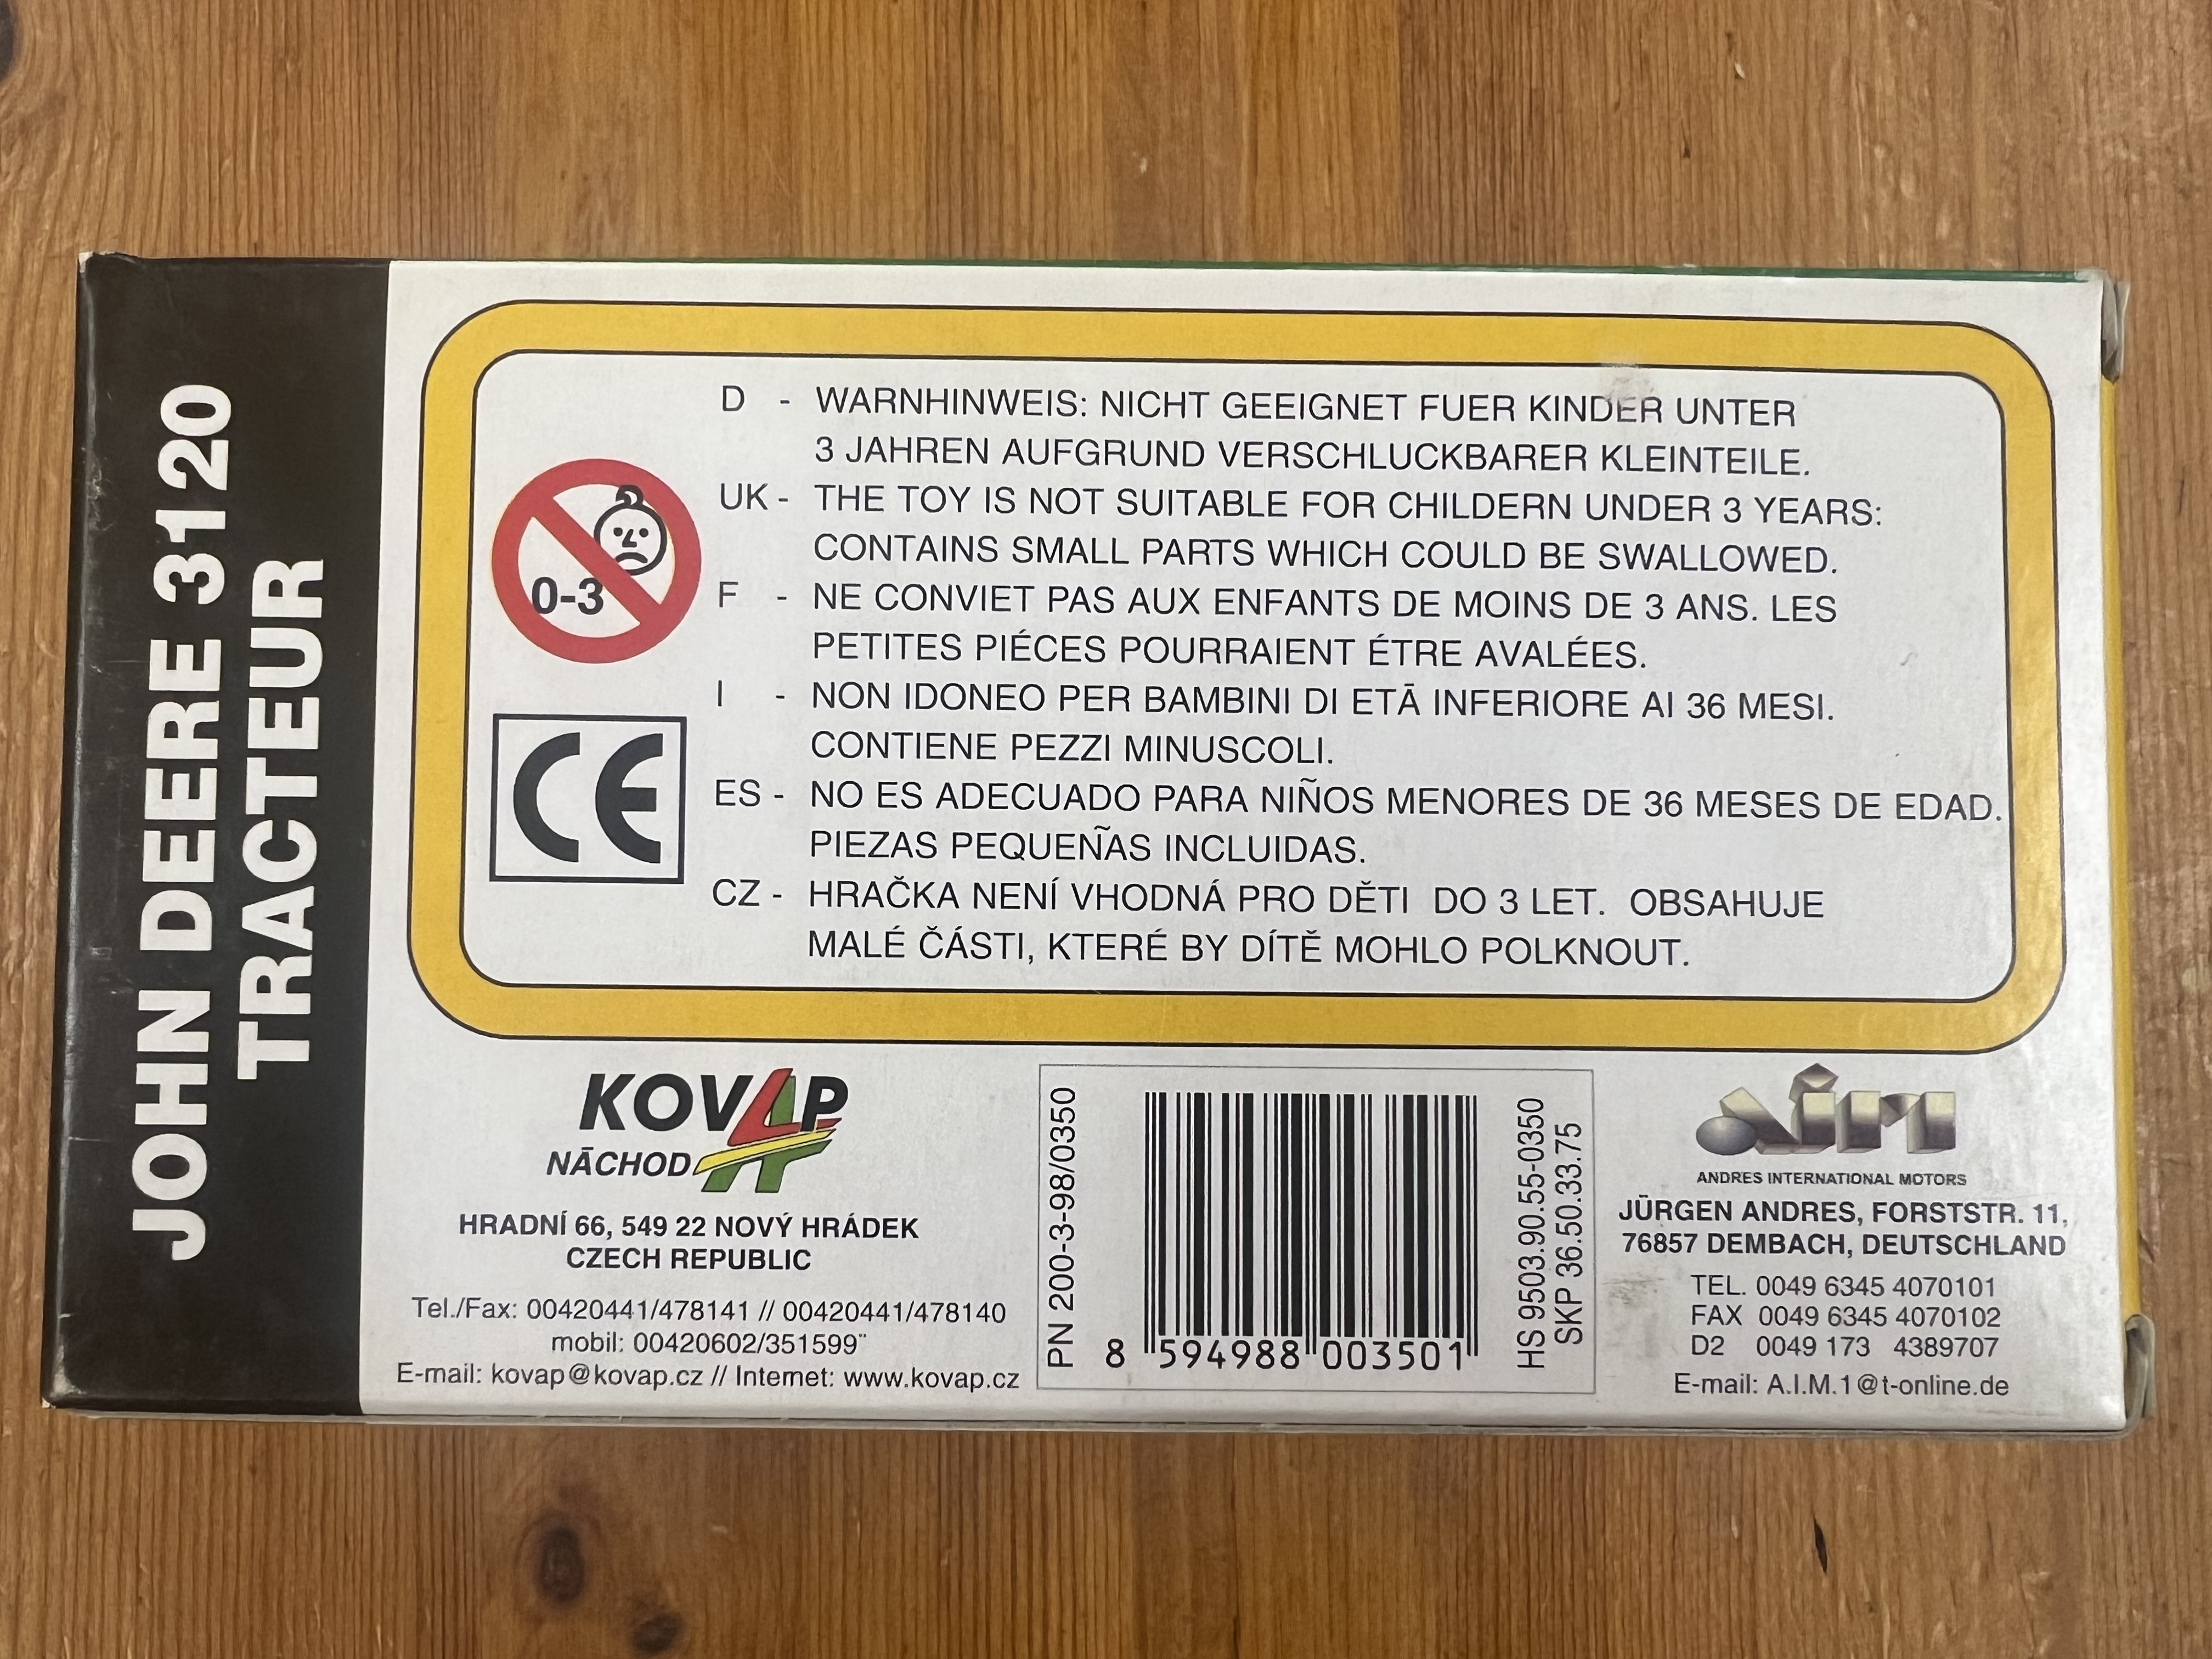 JOHN DEERE 3120
TRACTEUR
0-3
CE
D - WARNHINWEIS: NICHT GEEIGNET FUER KINDER UNTER
3 JAHREN AUFGRUND VERSCHLUCKBARER KLEINTEILE.
UK - THE TOY IS NOT SUITABLE FOR CHILDERN UNDER 3 YEARS:
CONTAINS SMALL PARTS WHICH COULD BE SWALLOWED.
F - NE CONVIET PAS AUX ENFANTS DE MOINS DE 3 ANS. LES
PETITES PIÉCES POURRAIENT ÉTRE AVALÉES.
I - NON IDONEO PER BAMBINI DI ETĀ INFERIORE AI 36 MESI.
CONTIENE PEZZI MINUSCOLI.
ES - NO ES ADECUADO PARA NIÑOS MENORES DE 36 MESES DE EDAD.
PIEZAS PEQUEÑAS INCLUIDAS.
CZ - HRAČKA NENÍ VHODNÁ PRO DĚTI DO 3 LET. OBSAHUJE
MALÉ ČÁSTI, KTERÉ BY DÍTĚ MOHLO POLKNOUT.
KOVAP
NÁCHOD
HRADNÍ 66, 549 22 NOVÝ HRÁDEK
CZECH REPUBLIC
Tel./Fax: 00420441/478141 // 00420441/478140
mobil: 00420602/351599¨
E-mail: kovap@kovap.cz // Internet: www.kovap.cz
PN 200-3-98/0350
8 594988 003501
HS 9503.90.55-0350
SKP 36.50.33.75
aim
ANDRES INTERNATIONAL MOTORS
JÜRGEN ANDRES, FORSTSTR. 11,
76857 DEMBACH, DEUTSCHLAND
TEL. 0049 6345 4070101
FAX 0049 6345 4070102
D2 0049 173 4389707
E-mail: A.I.M.1@t-online.de